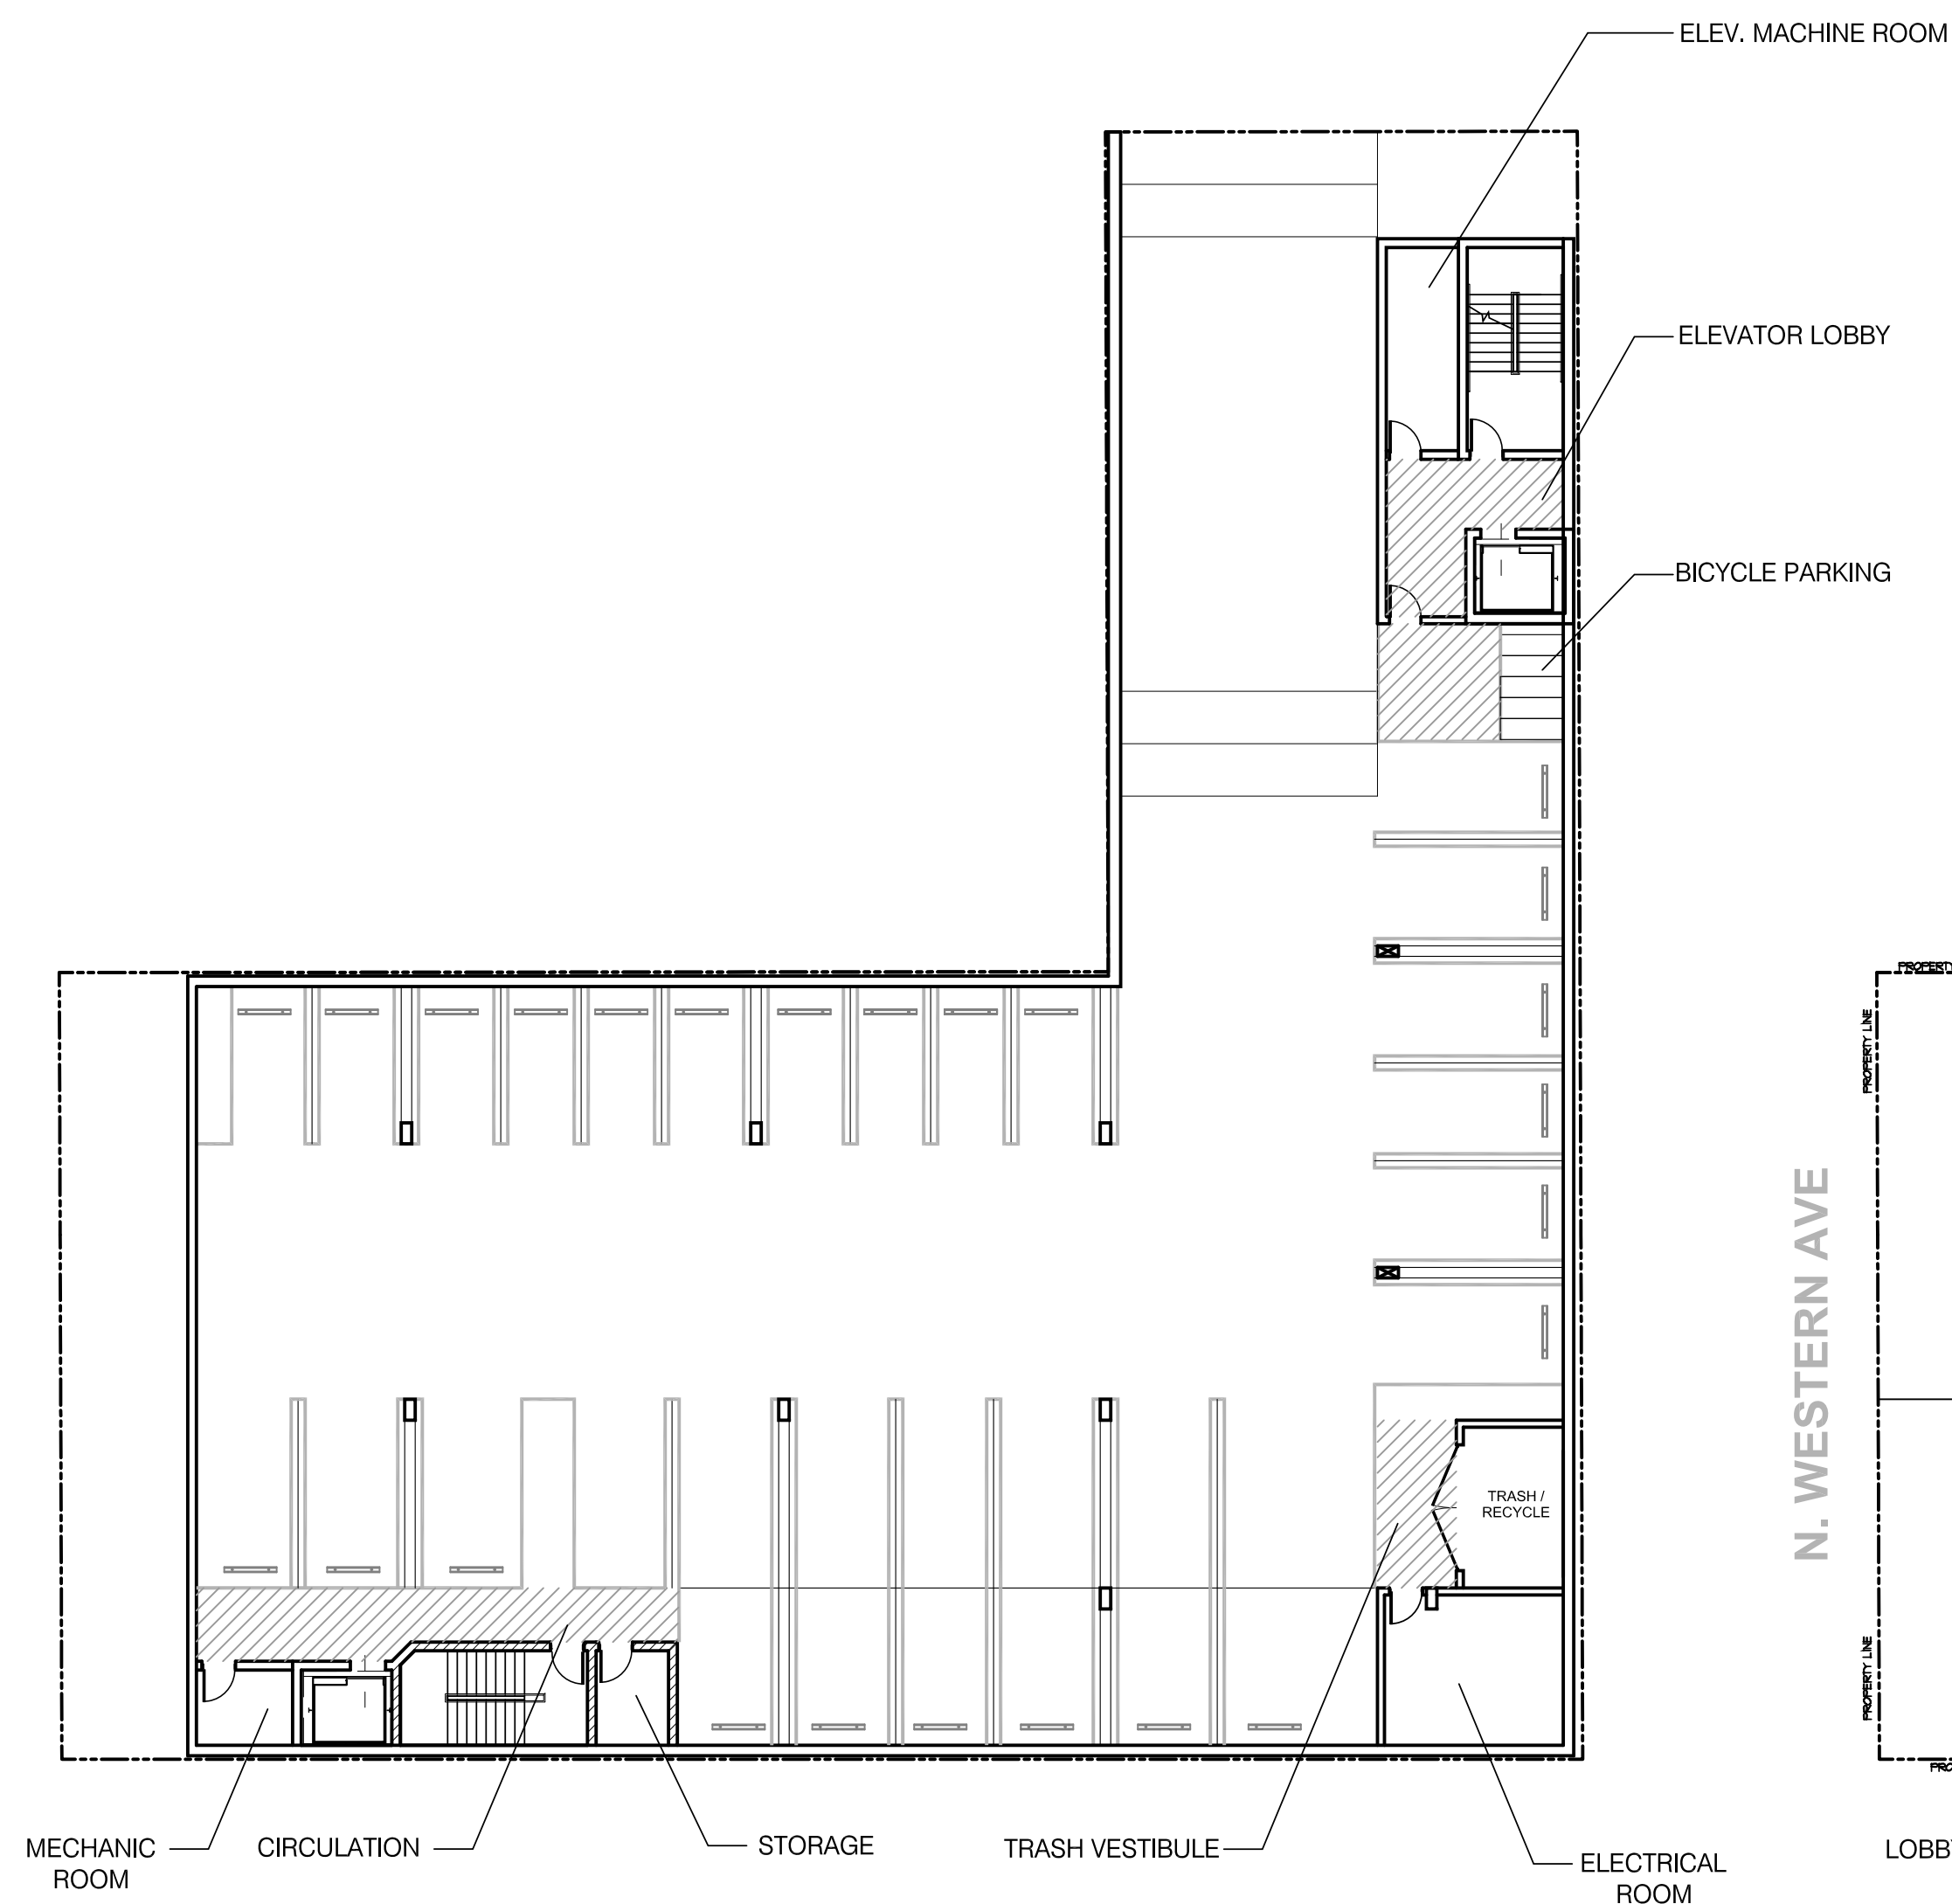 ELEV. MACHINE ROOM
ELEVATOR LOBBY
BICYCLE PARKING
PROPERTY LINE
N. WESTERN AVE
TRASH /
RECYCLE
PROPERTY LINE
MECHANIC
ROOM
CIRCULATION
STORAGE
TRASH VESTIBULE
ELECTRICAL
ROOM